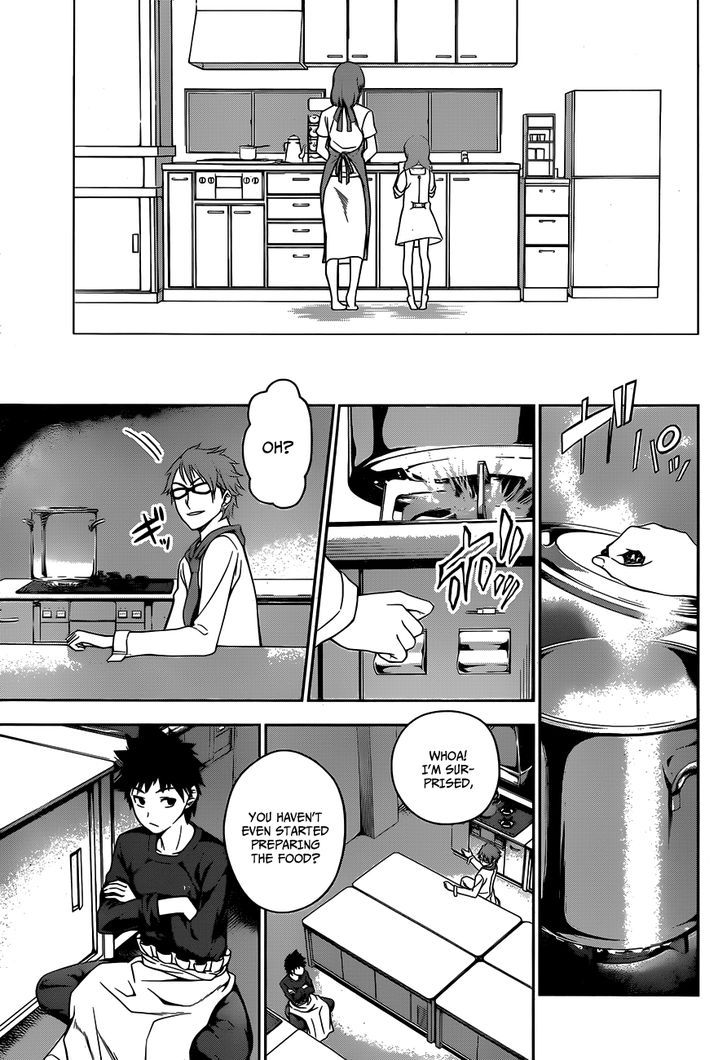 OH?
WHOA!
I'M SUR-
PRISED,
YOU HAVEN'T
EVEN STARTED
PREPARING
THE FOOD?